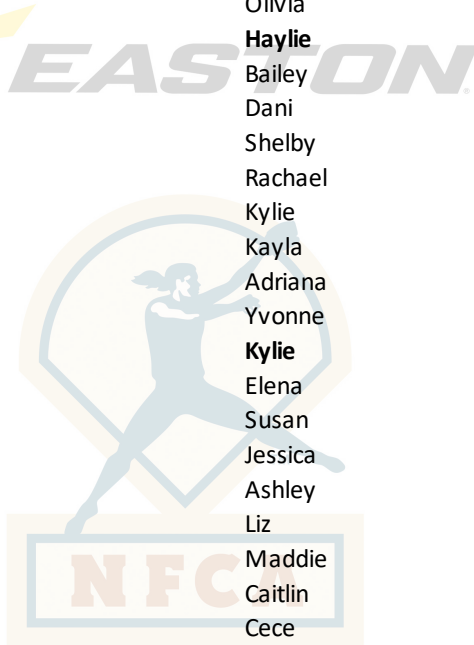 Olivia
Haylie
EASTON
Bailey
Dani
Shelby
Rachael
Kylie
Kayla
Adriana
Yvonne
Kylie
Elena
Susan
Jessica
Ashley
Liz
Maddie
NFCA
Caitlin
Cece